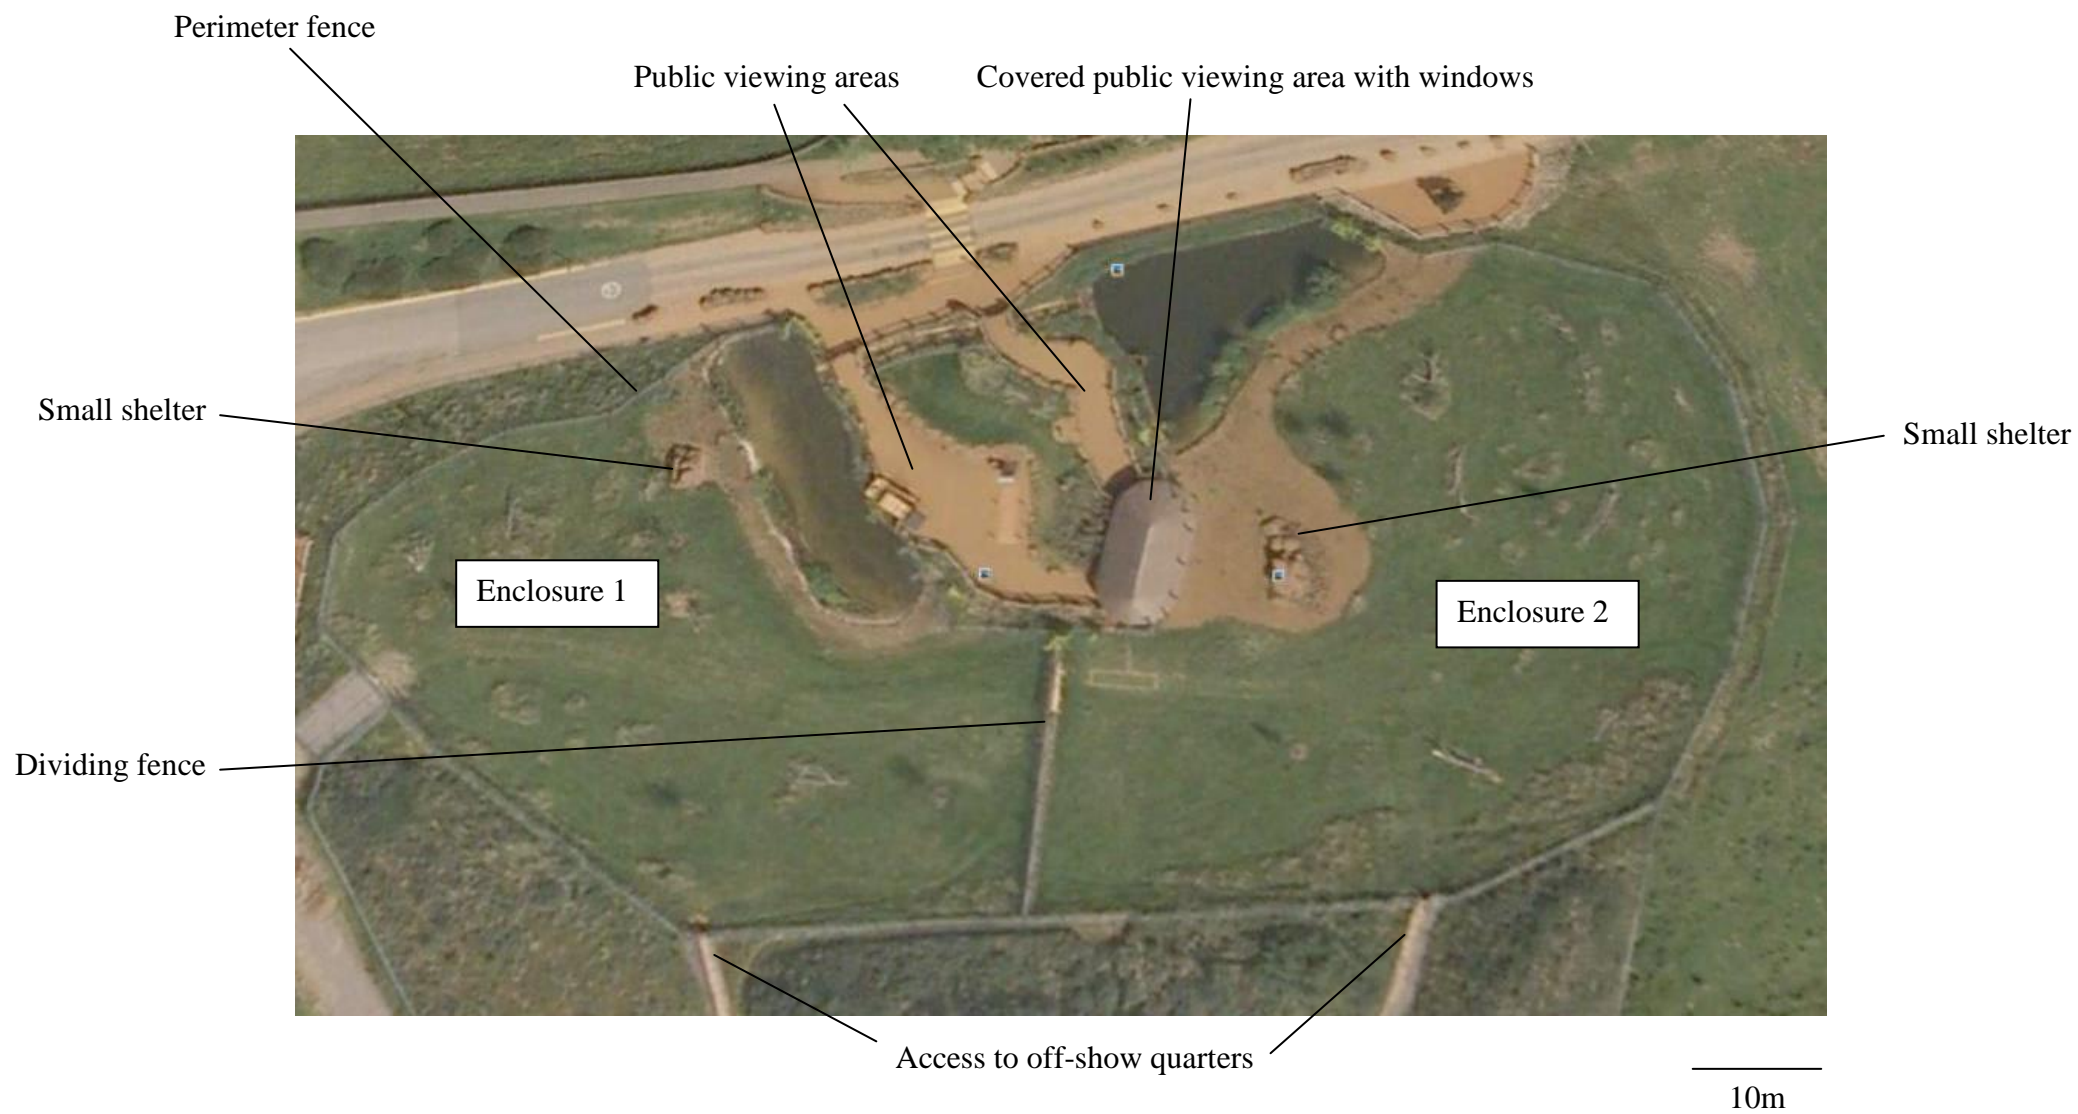 Perimeter fence
Public viewing areas
Covered public viewing area with windows
Small shelter
Small shelter
Enclosure 1
Enclosure 2
Dividing fence
Access to off-show quarters
10m